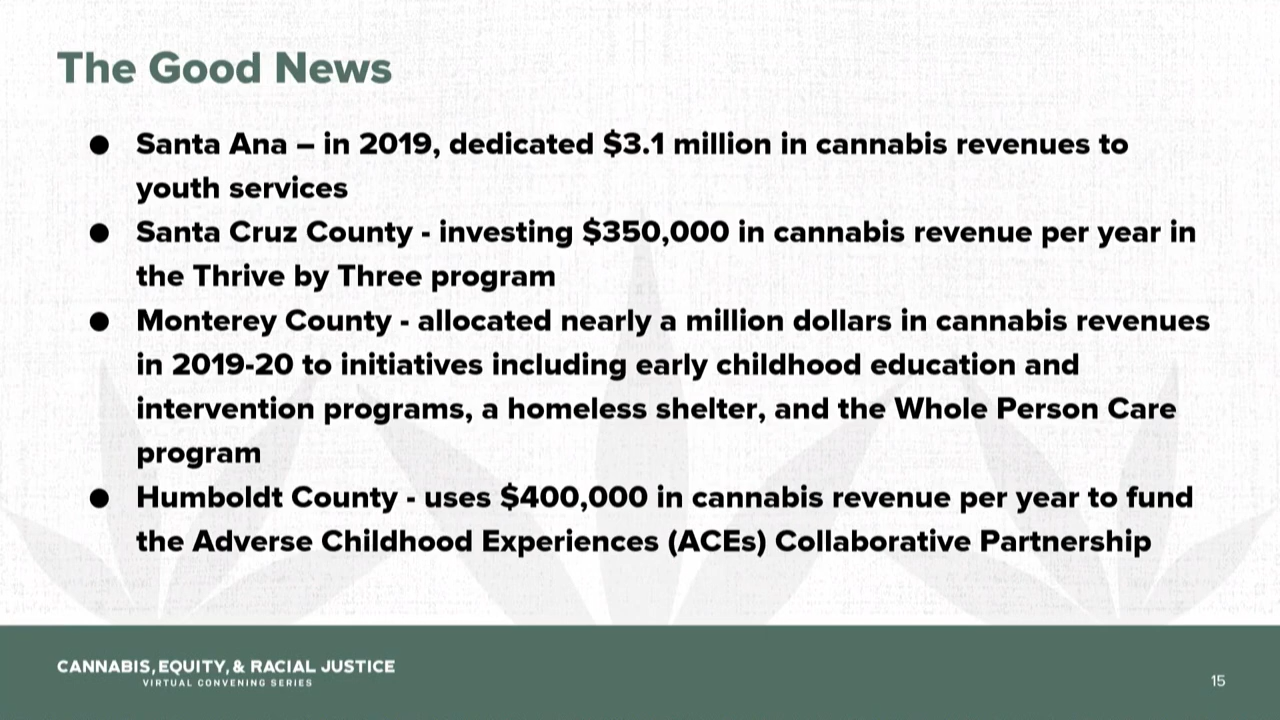 The Good News
● Santa Ana – in 2019, dedicated $3.1 million in cannabis revenues to
youth services
● Santa Cruz County - investing $350,000 in cannabis revenue per year in
the Thrive by Three program
● Monterey County - allocated nearly a million dollars in cannabis revenues
in 2019-20 to initiatives including early childhood education and
intervention programs, a homeless shelter, and the Whole Person Care
program
● Humboldt County - uses $400,000 in cannabis revenue per year to fund
the Adverse Childhood Experiences (ACEs) Collaborative Partnership
CANNABIS, EQUITY, & RACIAL JUSTICE
VIRTUAL CONVENING SERIES
15